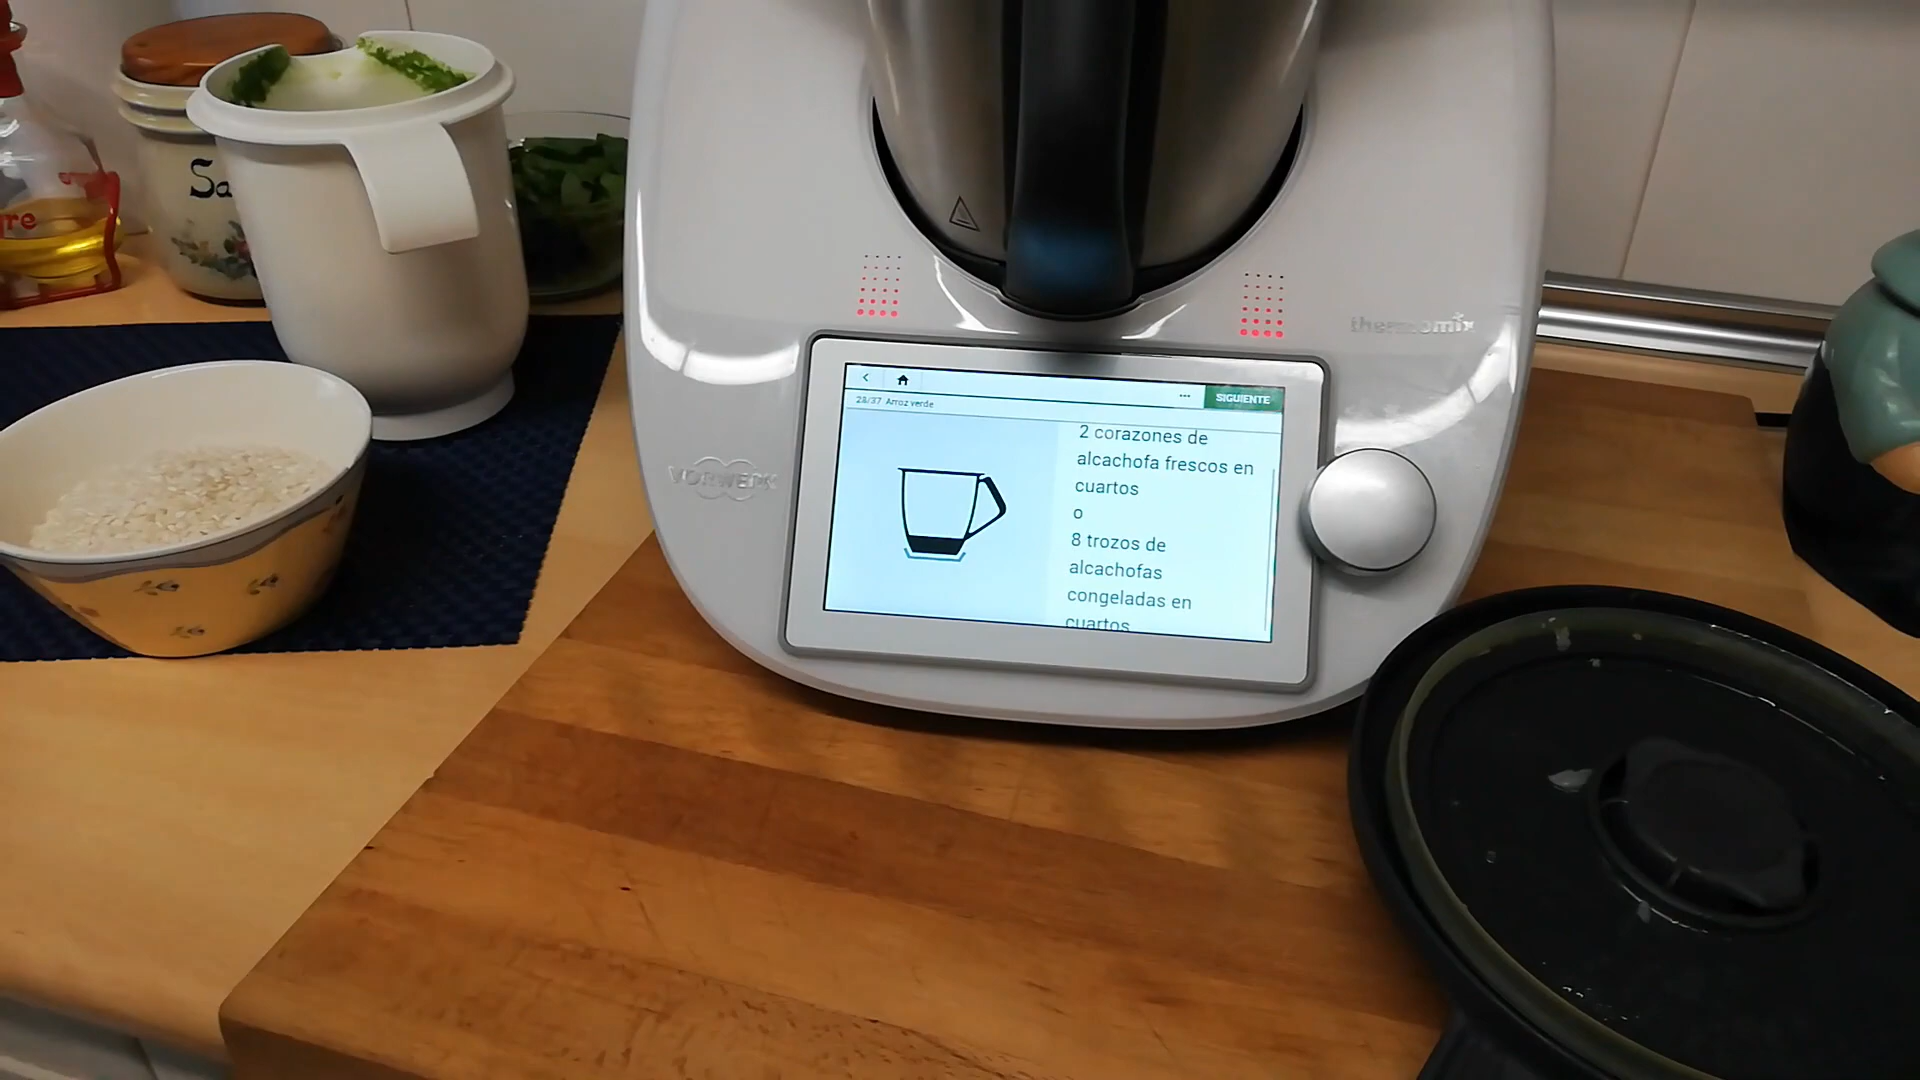 Sa
re
thermomix
VORWERK
SIGUIENTE
28/37 Arroz verde
2 corazones de
alcachofa frescos en
cuartos
o
8 trozos de
alcachofas
congeladas en
cuartos